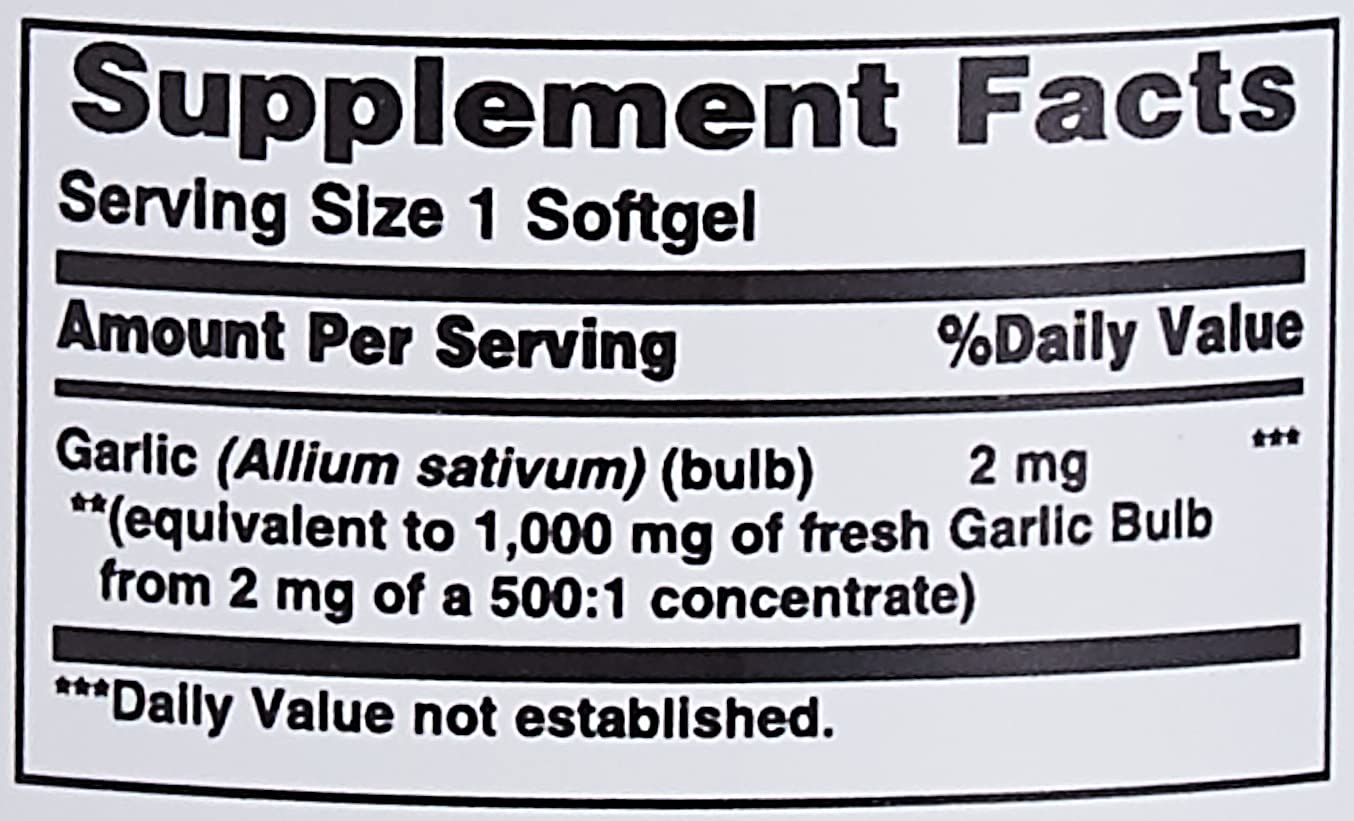 Supplement Facts
Serving Size 1 Softgel
Amount Per Serving %Daily Value
Garlic (Allium sativum) (bulb) 2 mg ***
**(equivalent to 1,000 mg of fresh Garlic Bulb
from 2 mg of a 500:1 concentrate)
***Daily Value not established.